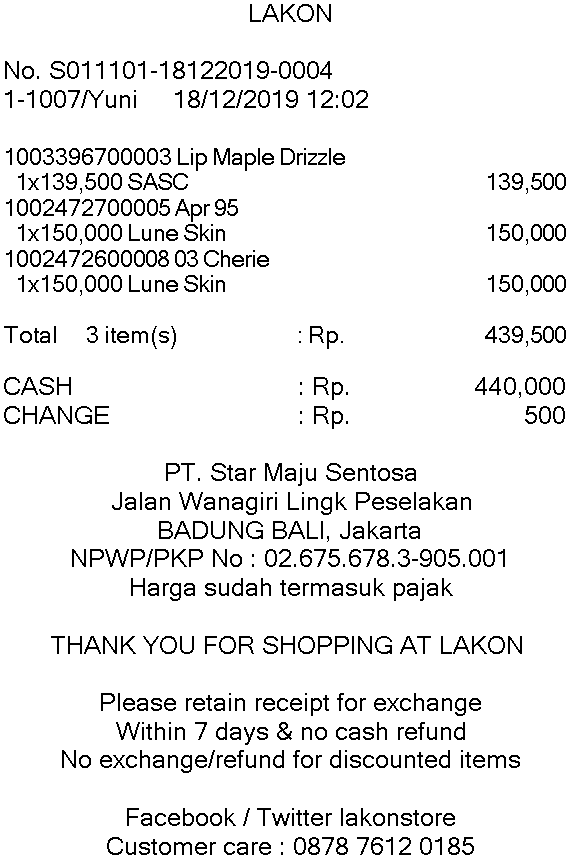 LAKON
No. S011101-18122019-0004
1-1007/Yuni 18/12/2019 12:02
1003396700003 Lip Maple Drizzle
1x139,500 SASC 139,500
1002472700005 Apr 95
1x150,000 Lune Skin 150,000
1002472600008 03 Cherie
1x150,000 Lune Skin 150,000
Total 3 item(s) : Rp. 439,500
CASH : Rp. 440,000
CHANGE : Rp. 500
PT. Star Maju Sentosa
Jalan Wanagiri Lingk Peselakan
BADUNG BALI, Jakarta
NPWP/PKP No : 02.675.678.3-905.001
Harga sudah termasuk pajak
THANK YOU FOR SHOPPING AT LAKON
Please retain receipt for exchange
Within 7 days & no cash refund
No exchange/refund for discounted items
Facebook / Twitter lakonstore
Customer care : 0878 7612 0185